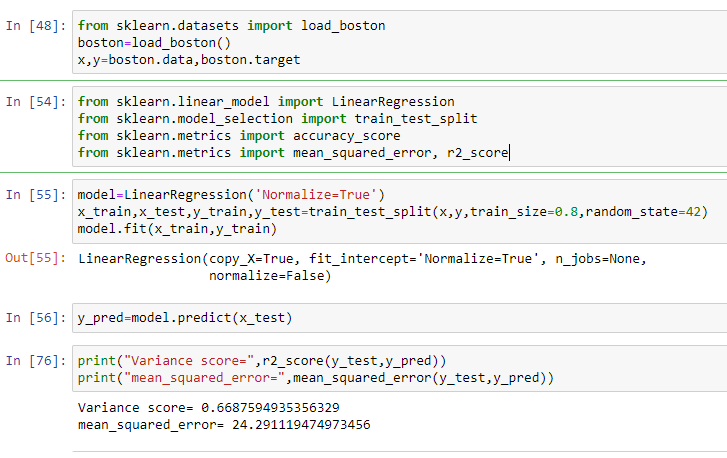 In [48]: from sklearn.datasets import load_boston
boston=load_boston()
x,y=boston.data,boston.target
In [54]: from sklearn.linear_model import LinearRegression
from sklearn.model_selection import train_test_split
from sklearn.metrics import accuracy_score
from sklearn.metrics import mean_squared_error, r2_score
In [55]: model=LinearRegression('Normalize=True')
x_train,x_test,y_train,y_test=train_test_split(x,y,train_size=0.8,random_state=42)
model.fit(x_train,y_train)
Out[55]: LinearRegression(copy_X=True, fit_intercept='Normalize=True', n_jobs=None,
normalize=False)
In [56]: y_pred=model.predict(x_test)
In [76]: print("Variance score=",r2_score(y_test,y_pred))
print("mean_squared_error=",mean_squared_error(y_test,y_pred))
Variance score= 0.6687594935356329
mean_squared_error= 24.291119474973456